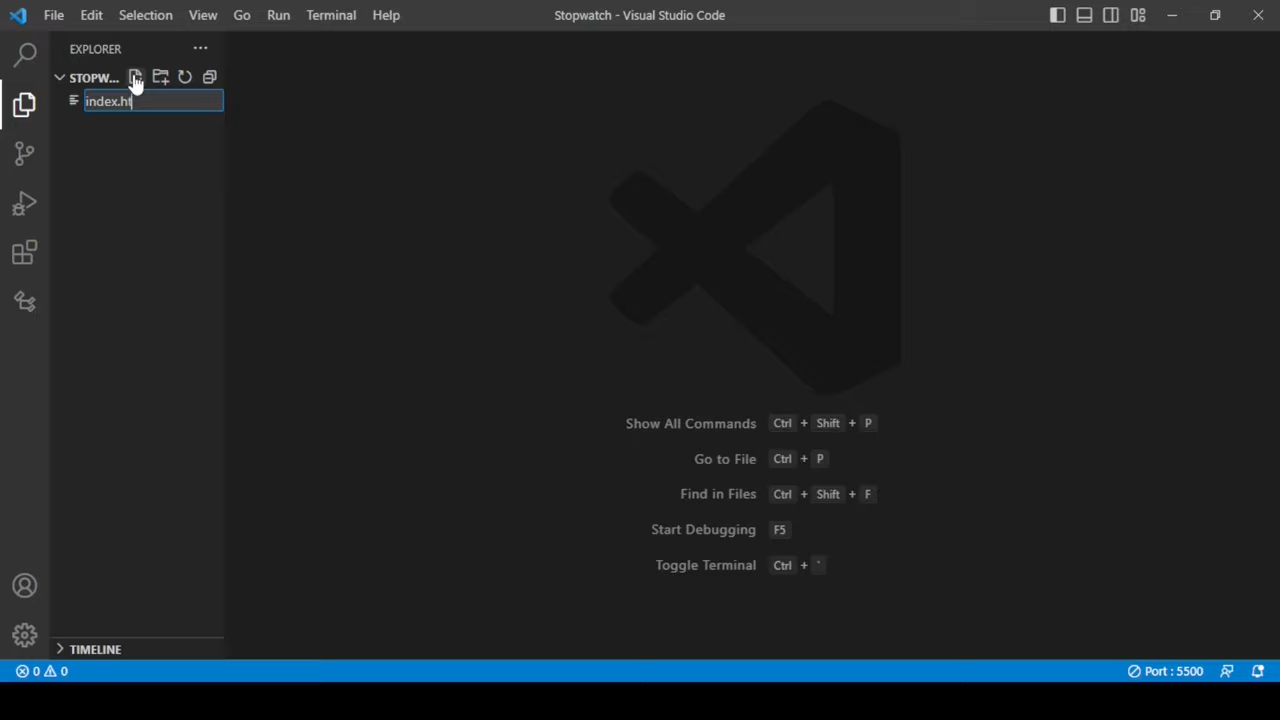 File Edit Selection View Go Run Terminal Help Stopwatch - Visual Studio Code
EXPLORER
STOPW...
index.ht
Show All Commands Ctrl + Shift + P
Go to File Ctrl + P
Find in Files Ctrl + Shift + F
Start Debugging F5
Toggle Terminal Ctrl + `
TIMELINE
0 0 Port : 5500